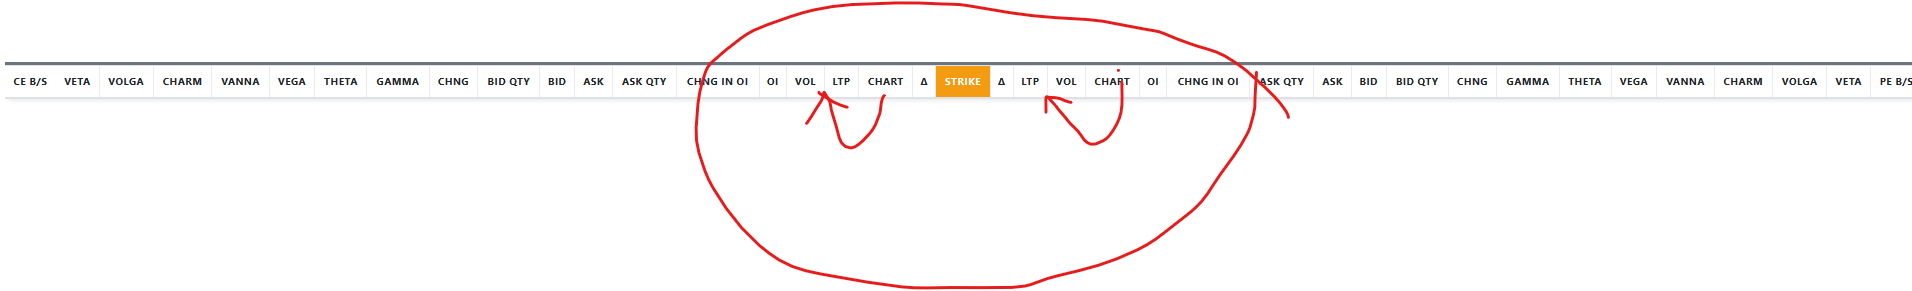 CE B/S VETA VOLGA CHARM VANNA VEGA THETA GAMMA CHNG BID QTY BID ASK ASK QTY CHNG IN OI OI VOL LTP CHART Δ STRIKE Δ LTP VOL CHART OI CHNG IN OI ASK QTY ASK BID BID QTY CHNG GAMMA THETA VEGA VANNA CHARM VOLGA VETA PE B/S